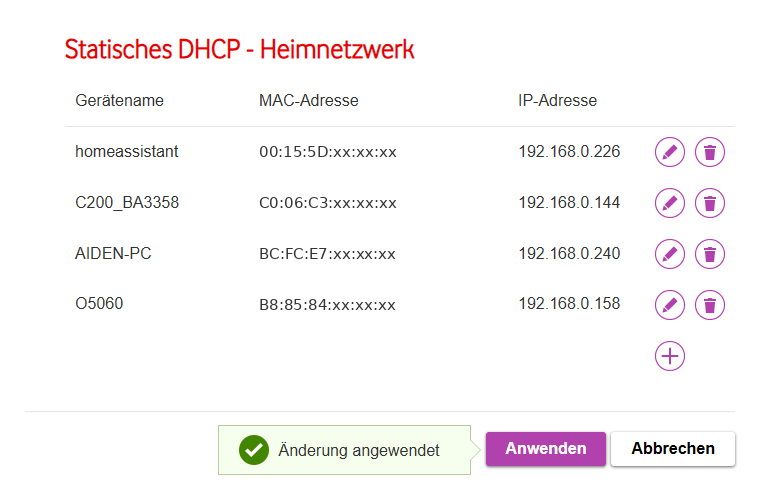 Statisches DHCP - Heimnetzwerk
Gerätename MAC-Adresse IP-Adresse
homeassistant 00:15:5D:xx:xx:xx 192.168.0.226
C200_BA3358 C0:06:C3:xx:xx:xx 192.168.0.144
AIDEN-PC BC:FC:E7:xx:xx:xx 192.168.0.240
O5060 B8:85:84:xx:xx:xx 192.168.0.158
Änderung angewendet Anwenden Abbrechen